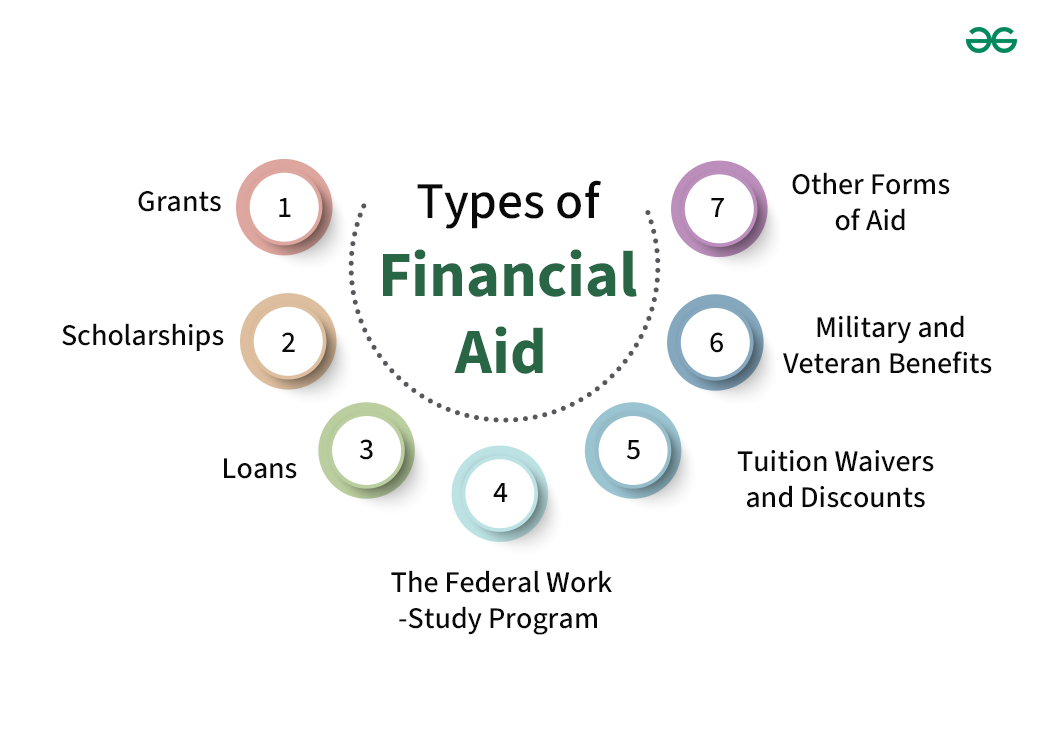 Types of
Financial
Aid
1
Grants
2
Scholarships
3
Loans
4
The Federal Work
-Study Program
5
Tuition Waivers
and Discounts
6
Military and
Veteran Benefits
7
Other Forms
of Aid